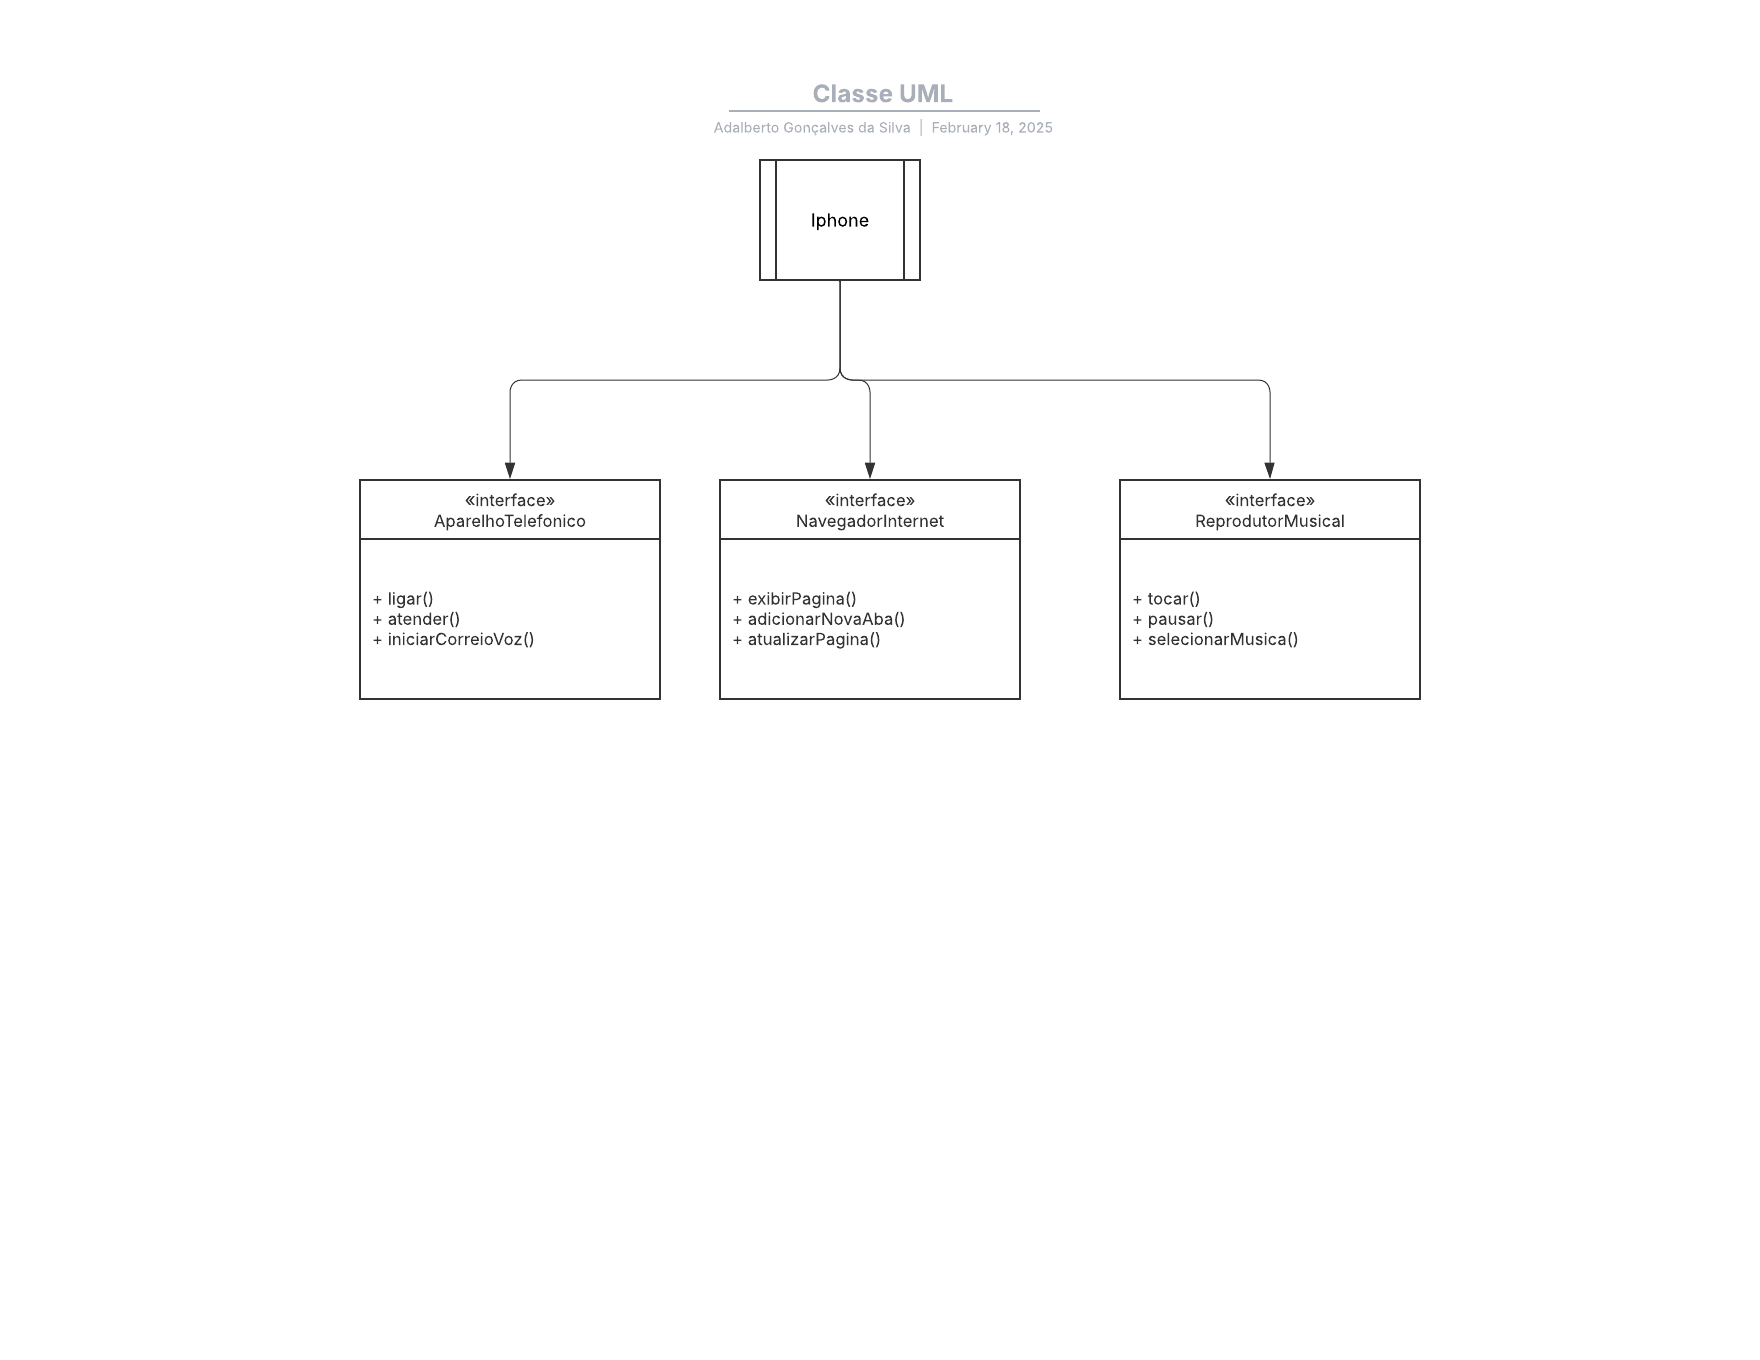 Classe UML
Adalberto Gonçalves da Silva | February 18, 2025
Iphone
«interface»
AparelhoTelefonico
+ ligar()
+ atender()
+ iniciarCorreioVoz()
«interface»
NavegadorInternet
+ exibirPagina()
+ adicionarNovaAba()
+ atualizarPagina()
«interface»
ReprodutorMusical
+ tocar()
+ pausar()
+ selecionarMusica()